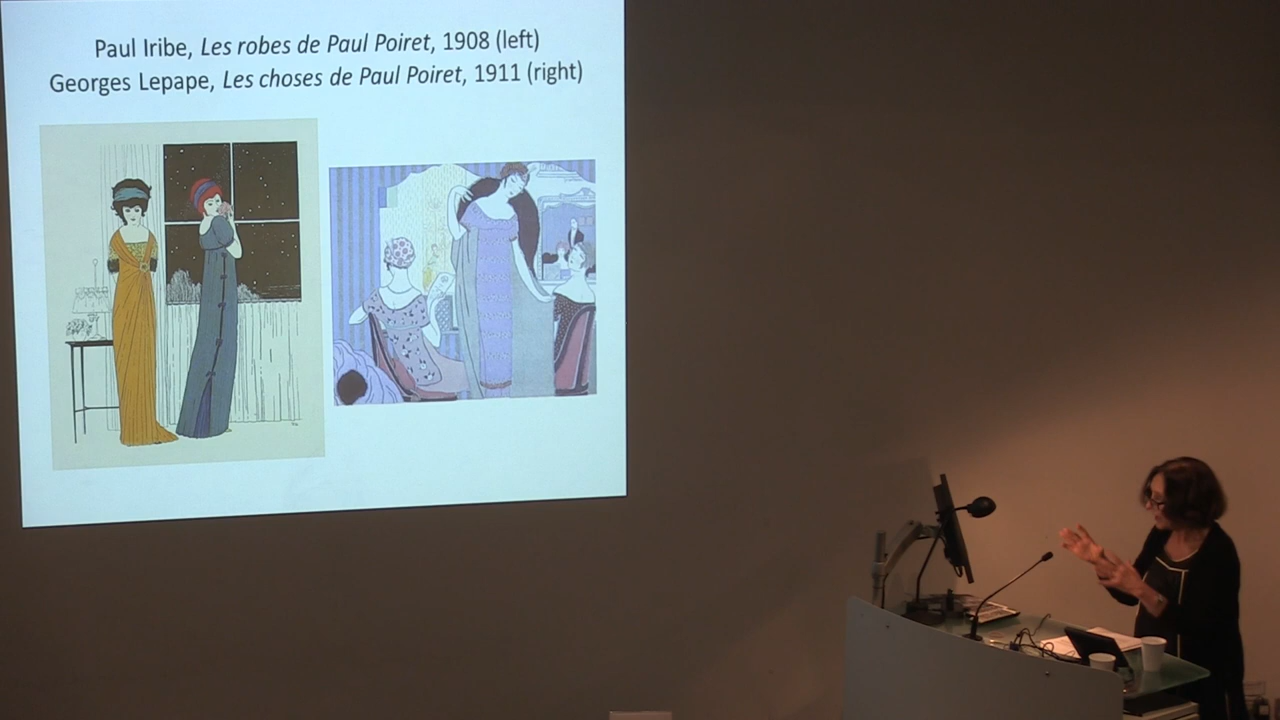 Paul Iribe, Les robes de Paul Poiret, 1908 (left)
Georges Lepape, Les choses de Paul Poiret, 1911 (right)